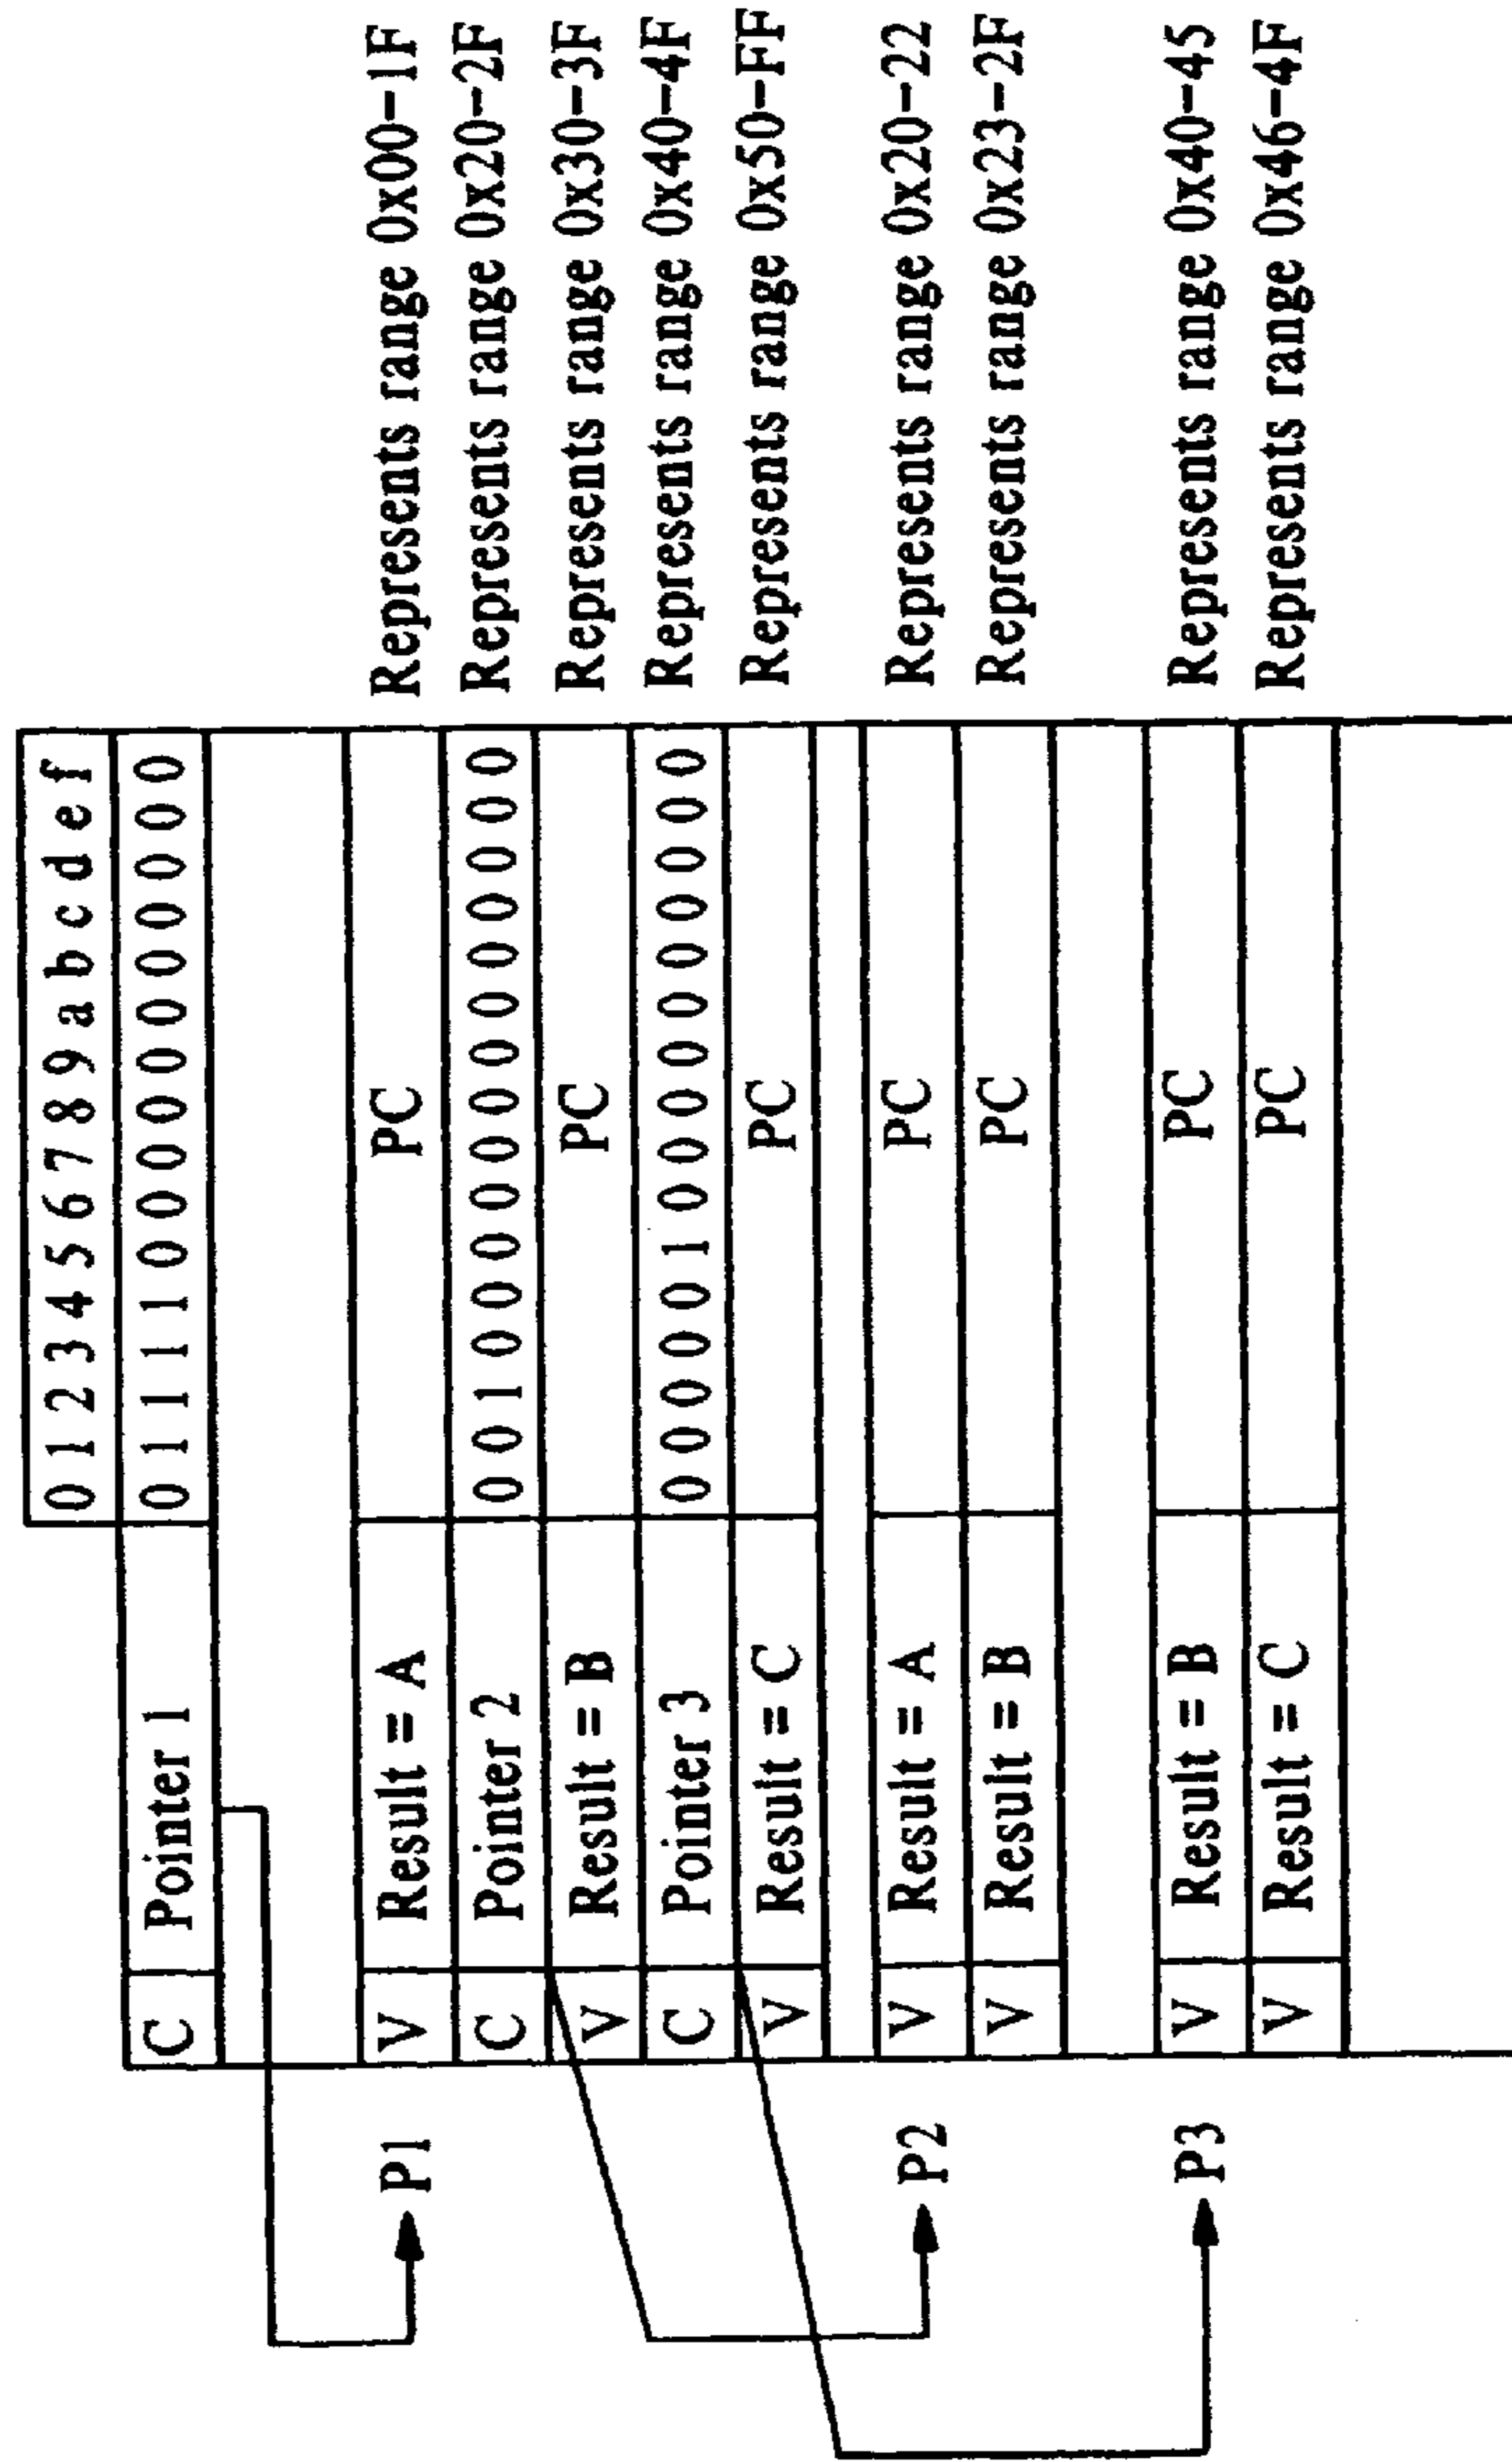 0 1 2 3 4 5 6 7 8 9 a b c d e f
C Pointer 1 0 1 1 1 1 0 0 0 0 0 0 0 0 0 0 0
P1 V Result = A PC Represents range 0x00-1F
C Pointer 2 0 0 1 0 0 0 0 0 0 0 0 0 0 0 0 0 Represents range 0x20-2F
V Result = B PC Represents range 0x30-3F
C Pointer 3 0 0 0 0 0 1 0 0 0 0 0 0 0 0 0 0 Represents range 0x40-4F
V Result = C PC Represents range 0x50-FF
P2 V Result = A PC Represents range 0x20-22
V Result = B PC Represents range 0x23-2F
P3 V Result = B PC Represents range 0x40-45
V Result = C PC Represents range 0x46-4F